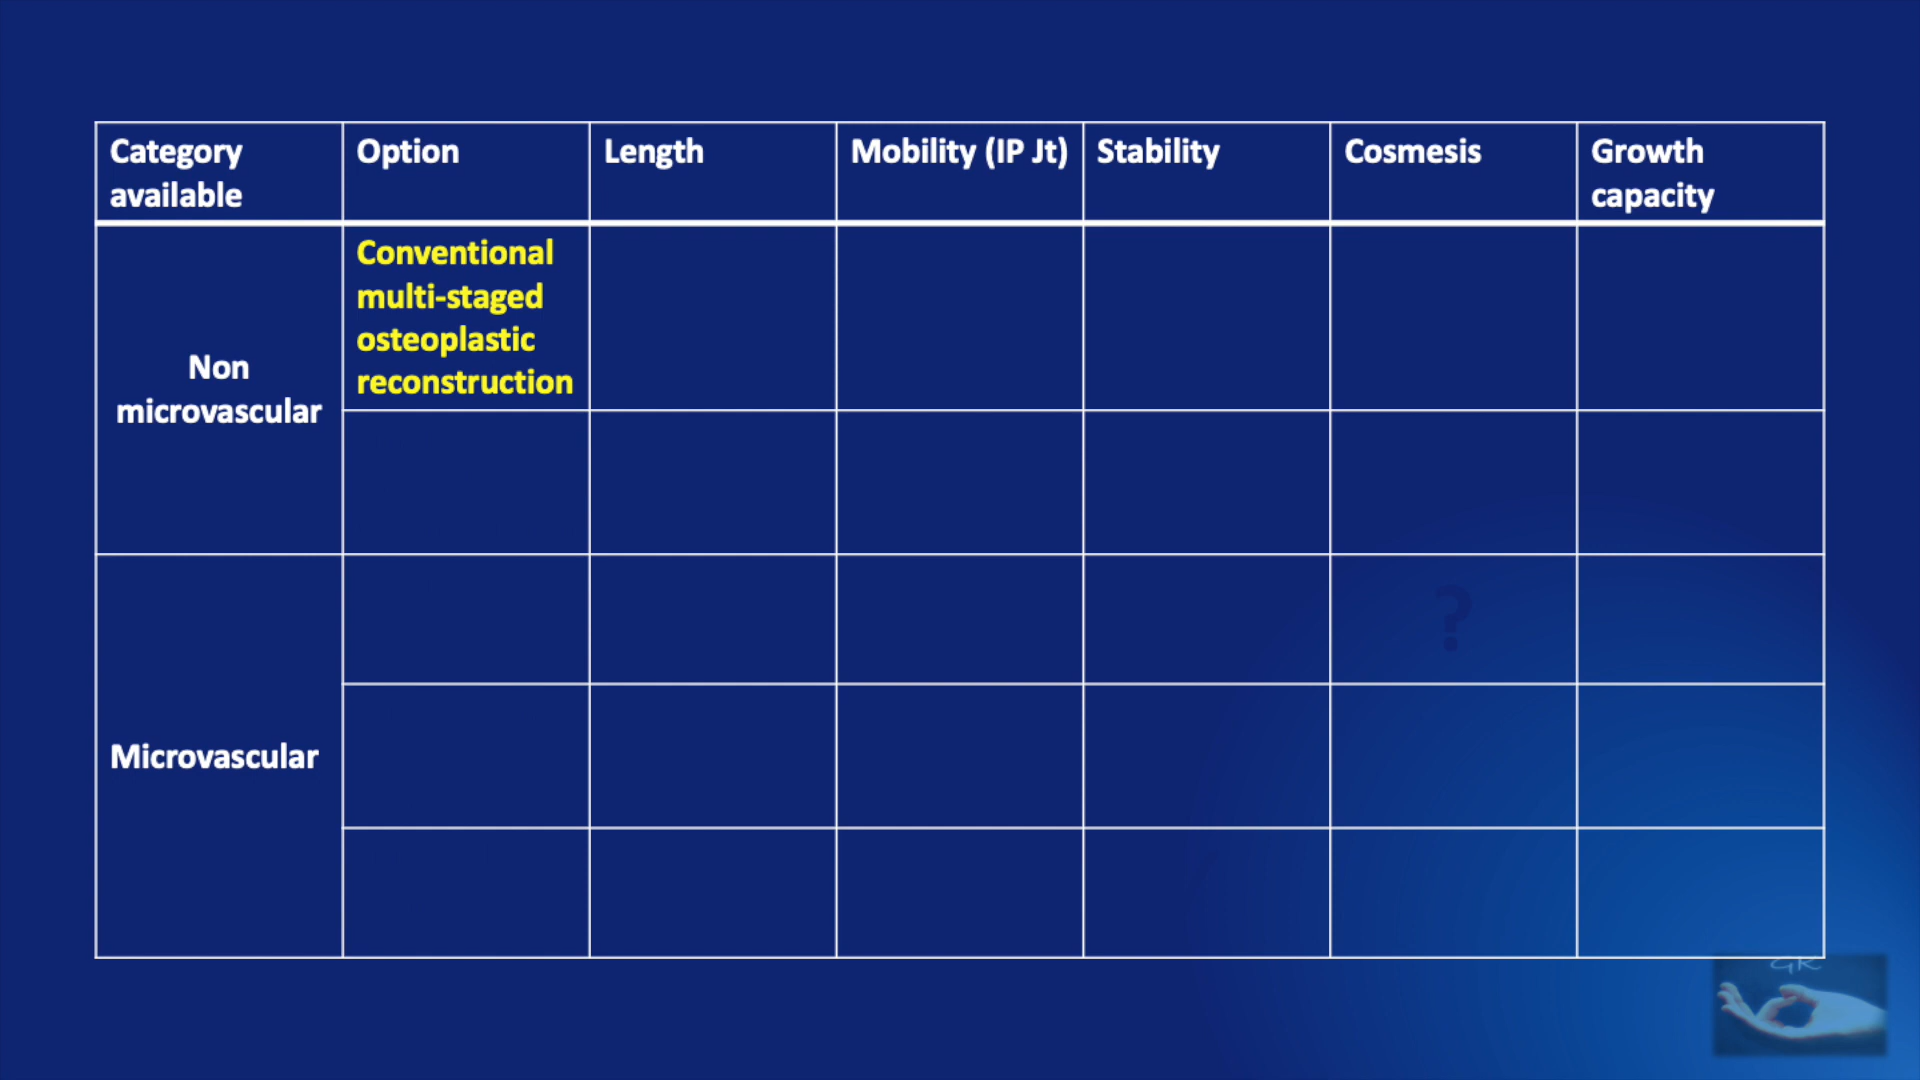 Category
available
Option
Length
Mobility (IP Jt)
Stability
Cosmesis
Growth
capacity
Non
microvascular
Conventional
multi-staged
osteoplastic
reconstruction
?
Microvascular
GK